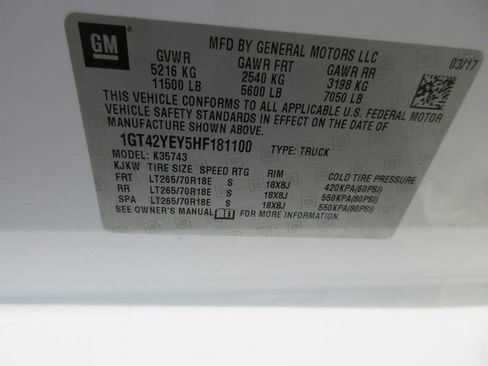 GM
MFD BY GENERAL MOTORS LLC
03/17
GVWR GAWR FRT GAWR RR
5216 KG 2540 KG 3198 KG
11500 LB 5600 LB 7050 LB
THIS VEHICLE CONFORMS TO ALL APPLICABLE U.S. FEDERAL MOTOR
VEHICLE SAFETY STANDARDS IN EFFECT ON THE DATE OF
MANUFACTURE SHOWN ABOVE.
1GT42YEY5HF181100 TYPE: TRUCK
MODEL: K35743
KJKW TIRE SIZE SPEED RTG RIM COLD TIRE PRESSURE
FRT LT265/70R18E S 18X8J 420KPA(60PSI)
RR LT265/70R18E S 18X8J 550KPA(80PSI)
SPA LT265/70R18E S 18X8J 550KPA(80PSI)
SEE OWNER'S MANUAL